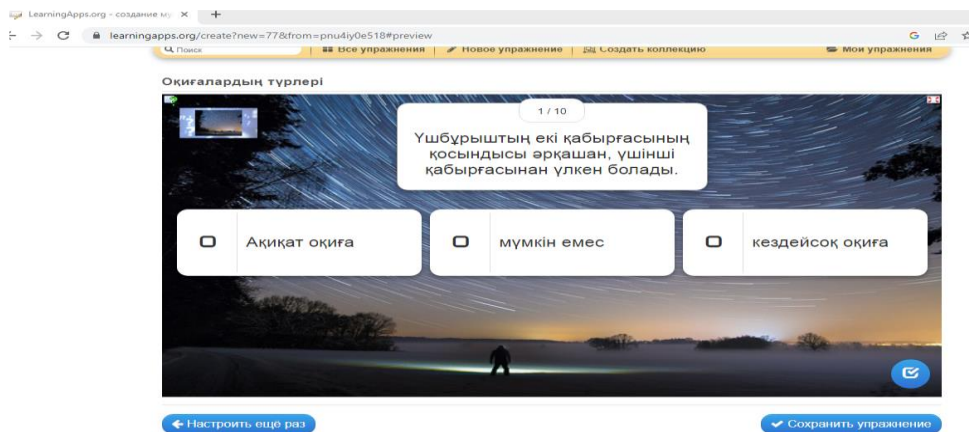 LearningApps.org - создание му
learningapps.org/create?new=77&from=pnu4iy0e518#preview
Поиск
Все упражнения
Новое упражнение
Создать коллекцию
Мои упражнения
Оқиғалардың түрлері
1 / 10
Үшбұрыштың екі қабырғасының
қосындысы әрқашан, үшінші
қабырғасынан үлкен болады.
Ақиқат оқиға
мүмкін емес
кездейсоқ оқиға
Настроить ещё раз
Сохранить упражнение